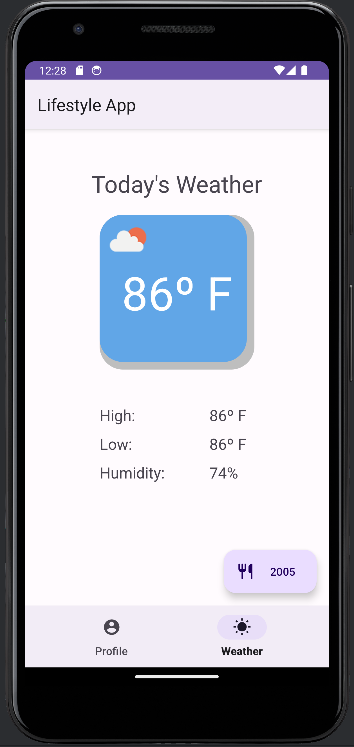 12:28
Lifestyle App
Today's Weather
86º F
High: 86º F
Low: 86º F
Humidity: 74%
2005
Profile Weather